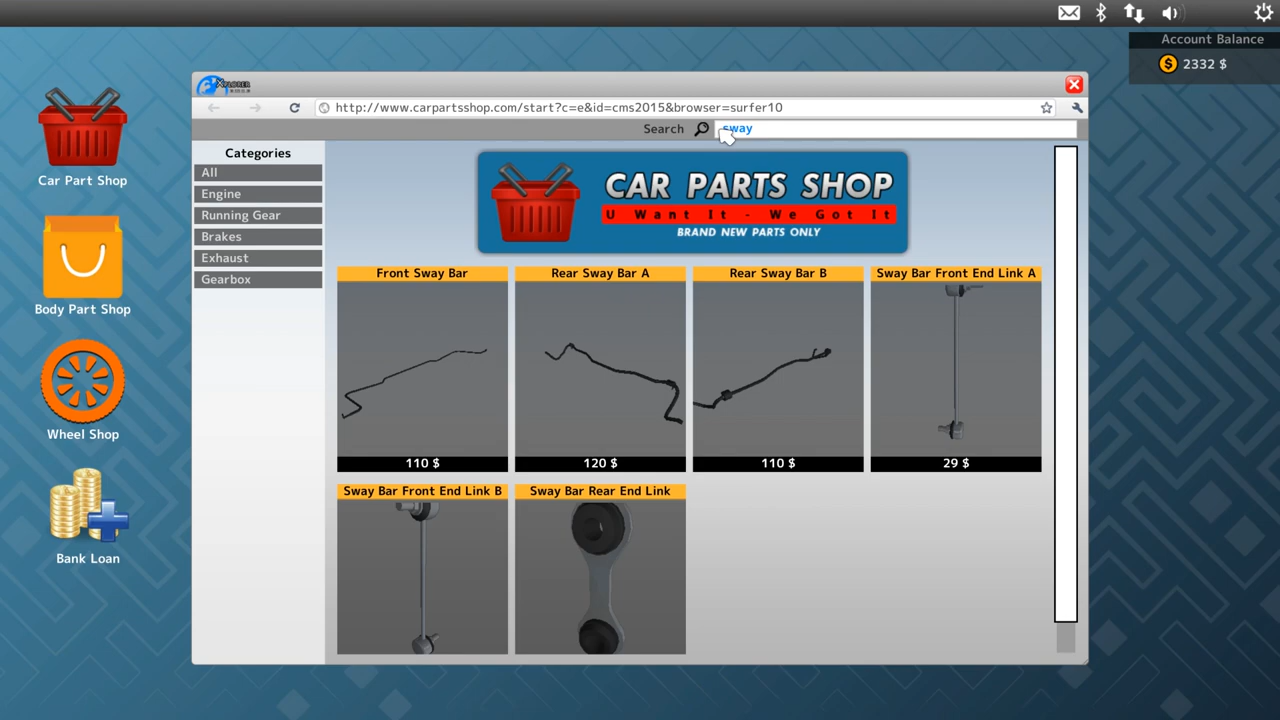 Account Balance
2332 $
XPLORER
http://www.carpartsshop.com/start?c=e&id=cms2015&browser=surfer10
Search
sway
Car Part Shop
Body Part Shop
Wheel Shop
Bank Loan
Categories
All
Engine
Running Gear
Brakes
Exhaust
Gearbox
CAR PARTS SHOP
U Want It - We Got It
BRAND NEW PARTS ONLY
Front Sway Bar
110 $
Rear Sway Bar A
120 $
Rear Sway Bar B
110 $
Sway Bar Front End Link A
29 $
Sway Bar Front End Link B
Sway Bar Rear End Link